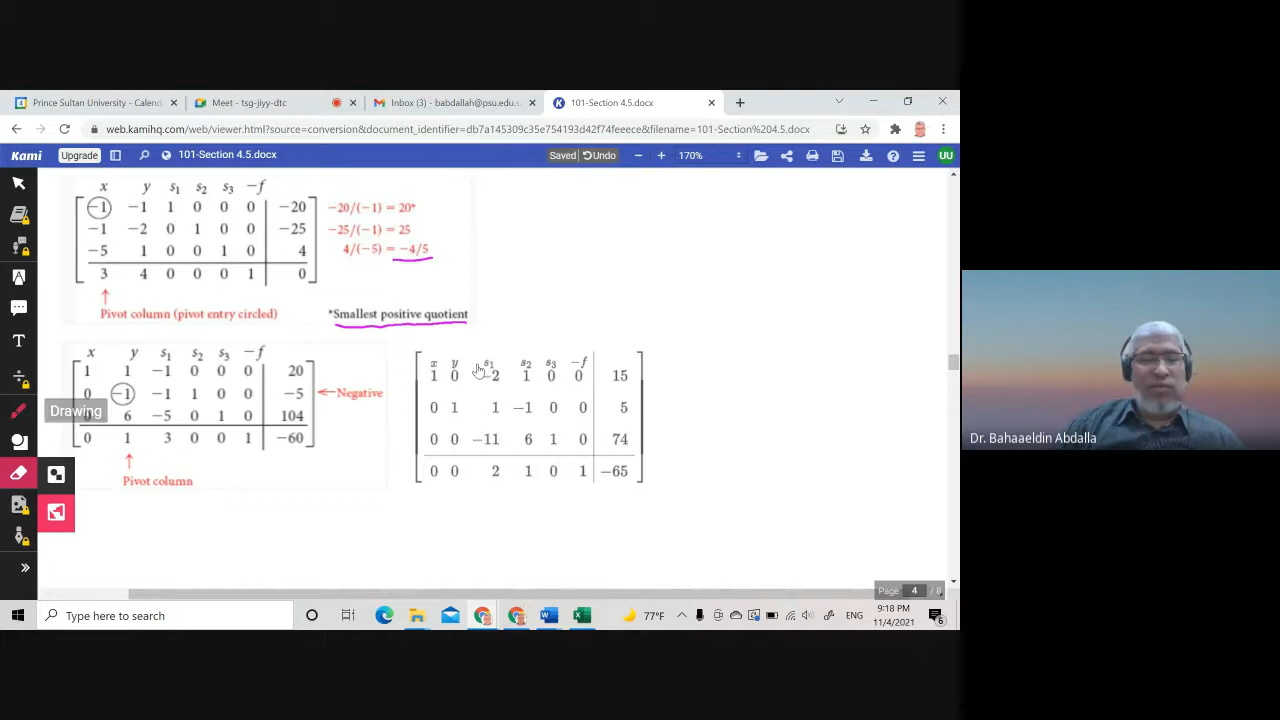 Prince Sultan University - Calend
Meet - tsg-jiyy-dtc
Inbox (3) - babdallah@psu.edu.s
101-Section 4.5.docx
web.kamihq.com/web/viewer.html?source=conversion&document_identifier=db7a145309c35e754193d42f74feeece&filename=101-Section%204.5.docx
Kami
Upgrade
101-Section 4.5.docx
Saved
Undo
170%
UU
x y s1 s2 s3 −f
−1 −1 1 0 0 0 −20 −20/(−1) = 20*
−1 −2 0 1 0 0 −25 −25/(−1) = 25
−5 1 0 0 1 0 4 4/(−5) = −4/5
3 4 0 0 0 1 0
Pivot column (pivot entry circled)
*Smallest positive quotient
x y s1 s2 s3 −f
1 1 −1 0 0 0 20
0 −1 −1 1 0 0 −5 Negative
6 −5 0 1 0 104
0 1 3 0 0 1 −60
Pivot column
Drawing
x y s1 s2 s3 −f
1 0 −2 1 0 0 15
0 1 1 −1 0 0 5
0 0 −11 6 1 0 74
0 0 2 1 0 1 −65
Page 4 / 8
Type here to search
77°F
ENG
9:18 PM
11/4/2021
6
Dr. Bahaaeldin Abdalla